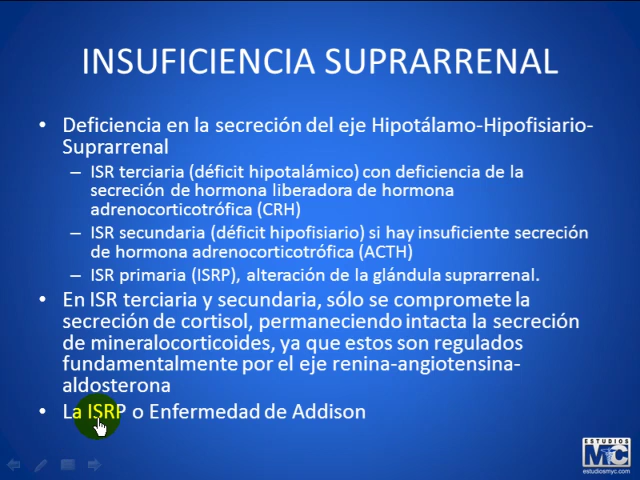 INSUFICIENCIA SUPRARRENAL
• Deficiencia en la secreción del eje Hipotálamo-Hipofisiario-
Suprarrenal
– ISR terciaria (déficit hipotalámico) con deficiencia de la
secreción de hormona liberadora de hormona
adrenocorticotrófica (CRH)
– ISR secundaria (déficit hipofisiario) si hay insuficiente secreción
de hormona adrenocorticotrófica (ACTH)
– ISR primaria (ISRP), alteración de la glándula suprarrenal.
• En ISR terciaria y secundaria, sólo se compromete la
secreción de cortisol, permaneciendo intacta la secreción
de mineralocorticoides, ya que estos son regulados
fundamentalmente por el eje renina-angiotensina-
aldosterona
• La ISRP o Enfermedad de Addison
ESTUDIOS
MYC
estudiosmyc.com